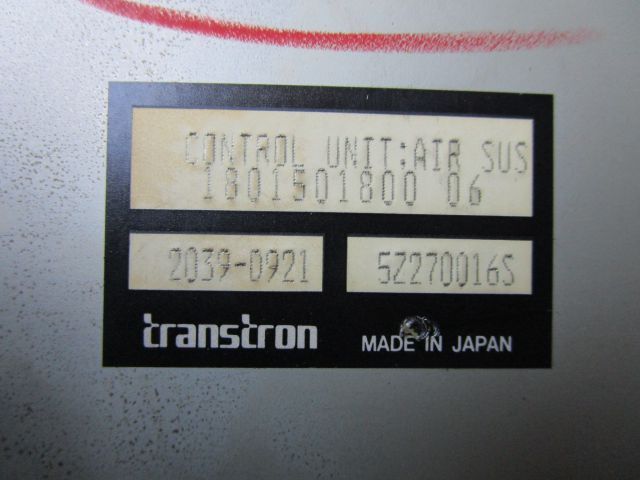 CONTROL UNIT:AIR SUS
1801501800 06
2039-0921
5Z270016S
transtron
MADE IN JAPAN